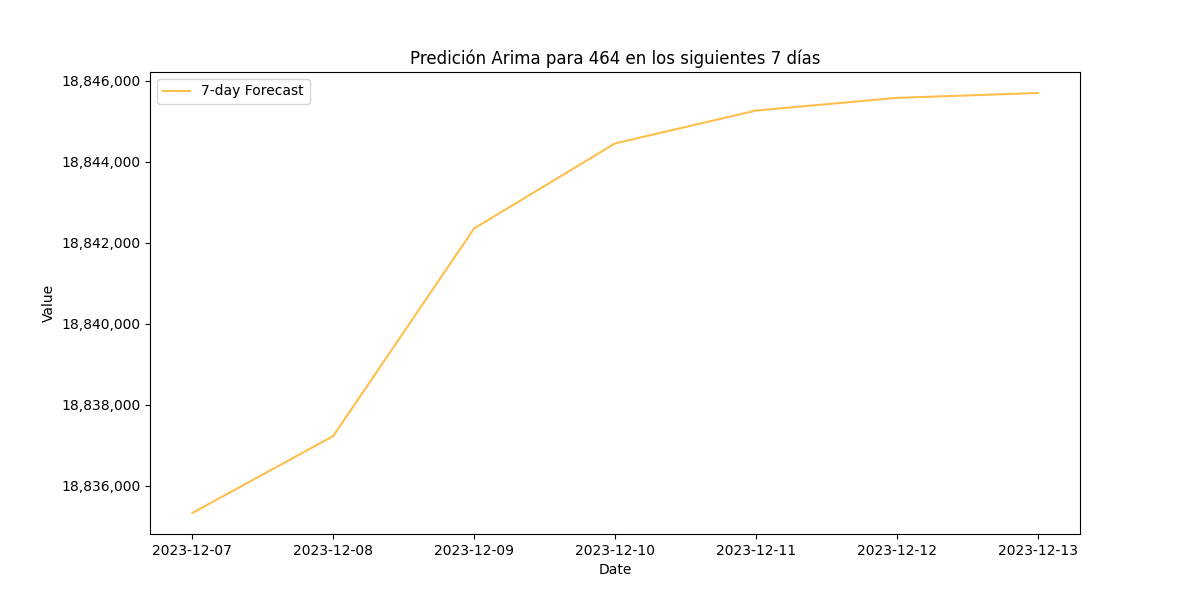 Predición Arima para 464 en los siguientes 7 días
7-day Forecast
18,846,000
18,844,000
18,842,000
18,840,000
18,838,000
18,836,000
Value
2023-12-07 2023-12-08 2023-12-09 2023-12-10 2023-12-11 2023-12-12 2023-12-13
Date